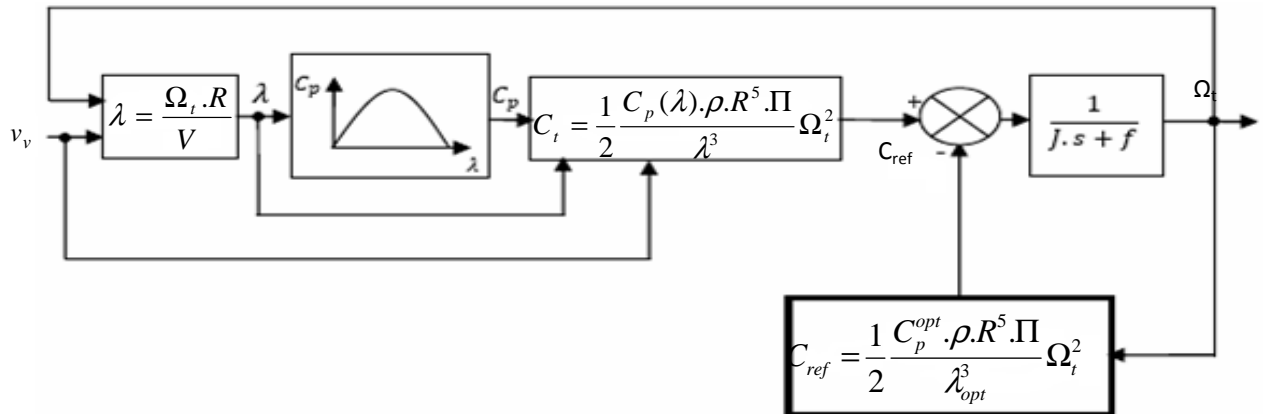 v_v
λ = Ω_t .R / V
λ
C_p
λ
C_p
C_t = 1/2 C_p (λ).ρ.R^5.Π / λ^3 Ω_t^2
+
-
C_ref
1 / J.s + f
Ω_t
C_ref = 1/2 C_p^opt .ρ.R^5.Π / λ_opt^3 Ω_t^2